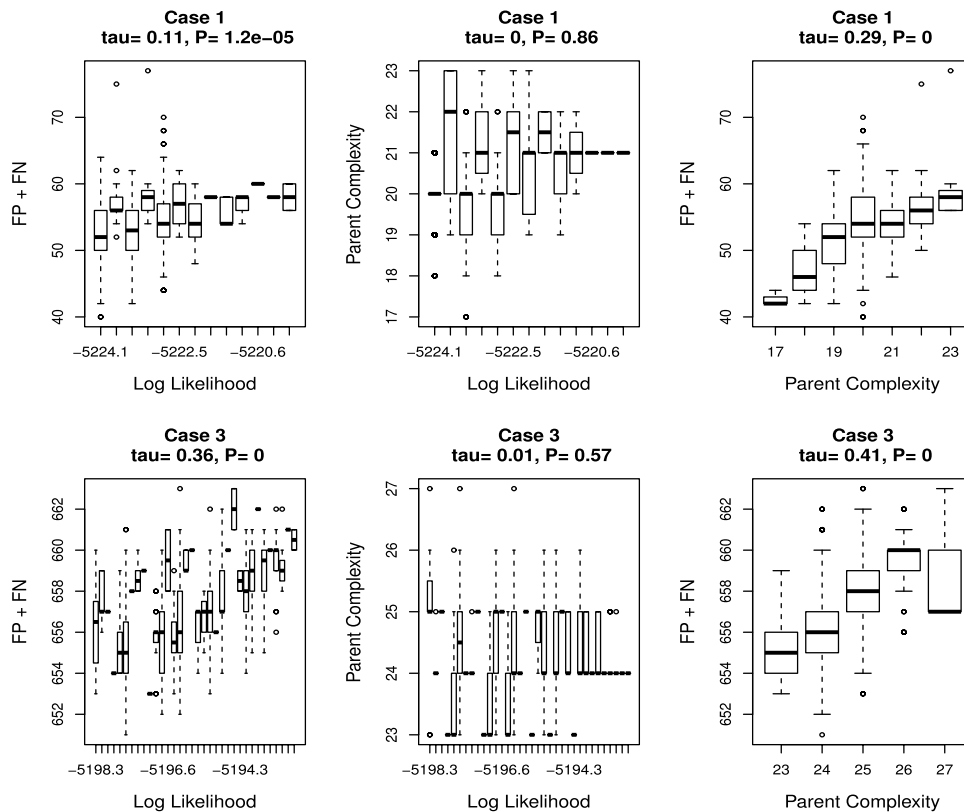 Case 1
tau= 0.11, P= 1.2e-05
FP + FN
70
60
50
40
−5224.1 −5222.5 −5220.6
Log Likelihood
Case 1
tau= 0, P= 0.86
Parent Complexity
23
22
21
20
19
18
17
−5224.1 −5222.5 −5220.6
Log Likelihood
Case 1
tau= 0.29, P= 0
FP + FN
70
60
50
40
17 19 21 23
Parent Complexity
Case 3
tau= 0.36, P= 0
FP + FN
662
660
658
656
654
652
−5198.3 −5196.6 −5194.3
Log Likelihood
Case 3
tau= 0.01, P= 0.57
Parent Complexity
27
26
25
24
23
−5198.3 −5196.6 −5194.3
Log Likelihood
Case 3
tau= 0.41, P= 0
FP + FN
662
660
658
656
654
652
23 24 25 26 27
Parent Complexity